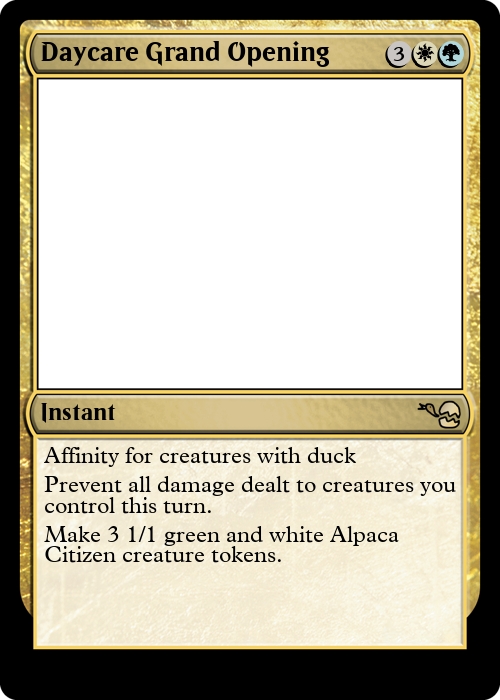 Daycare Grand Opening 3
Instant
Affinity for creatures with duck
Prevent all damage dealt to creatures you
control this turn.
Make 3 1/1 green and white Alpaca
Citizen creature tokens.